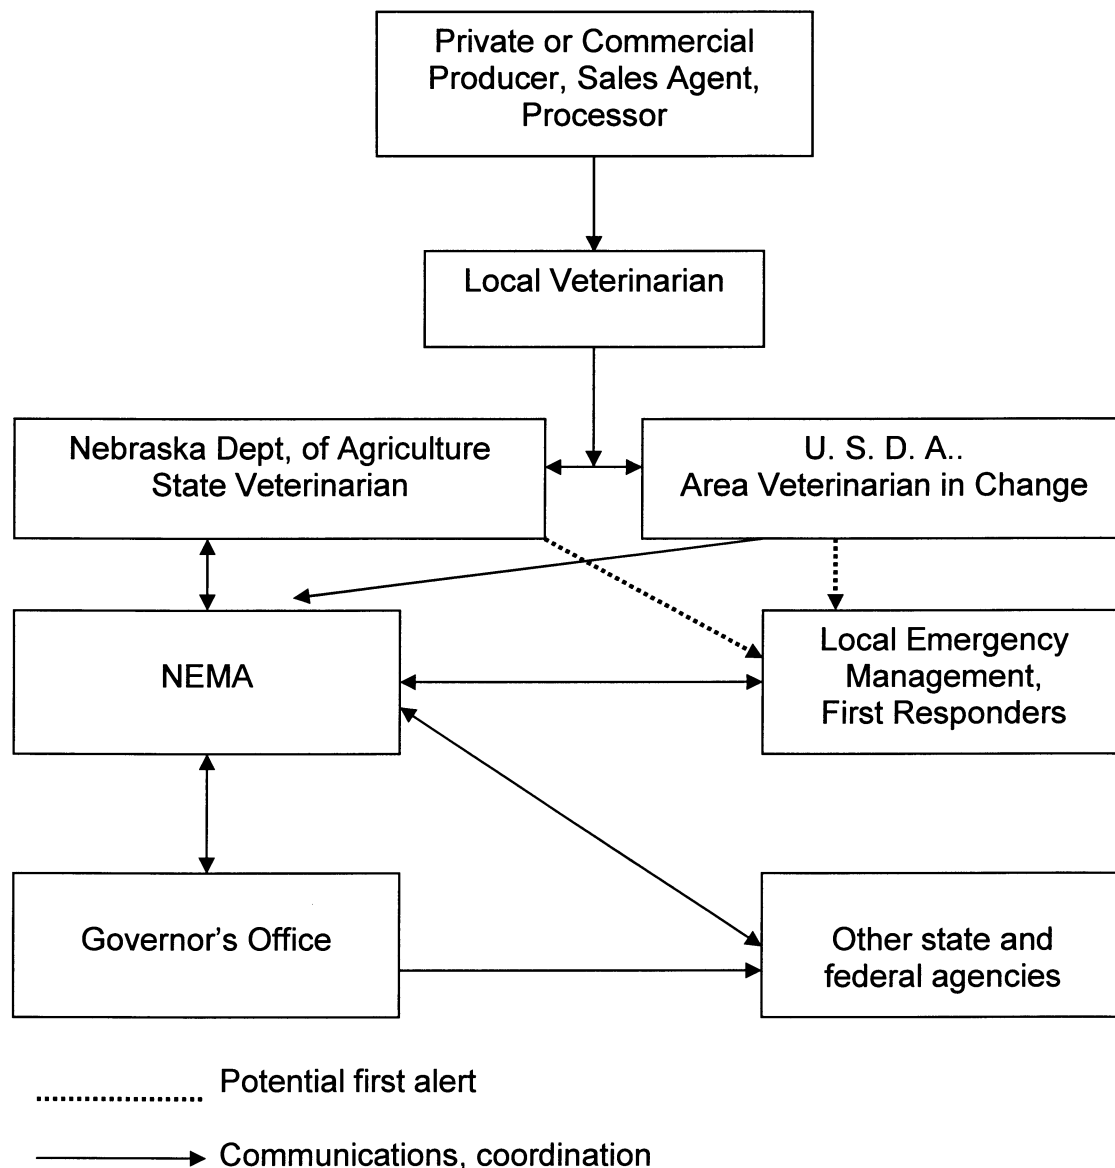 Private or Commercial
Producer, Sales Agent,
Processor
Local Veterinarian
Nebraska Dept, of Agriculture
State Veterinarian
U. S. D. A..
Area Veterinarian in Change
NEMA
Local Emergency
Management,
First Responders
Governor's Office
Other state and
federal agencies
Potential first alert
Communications, coordination